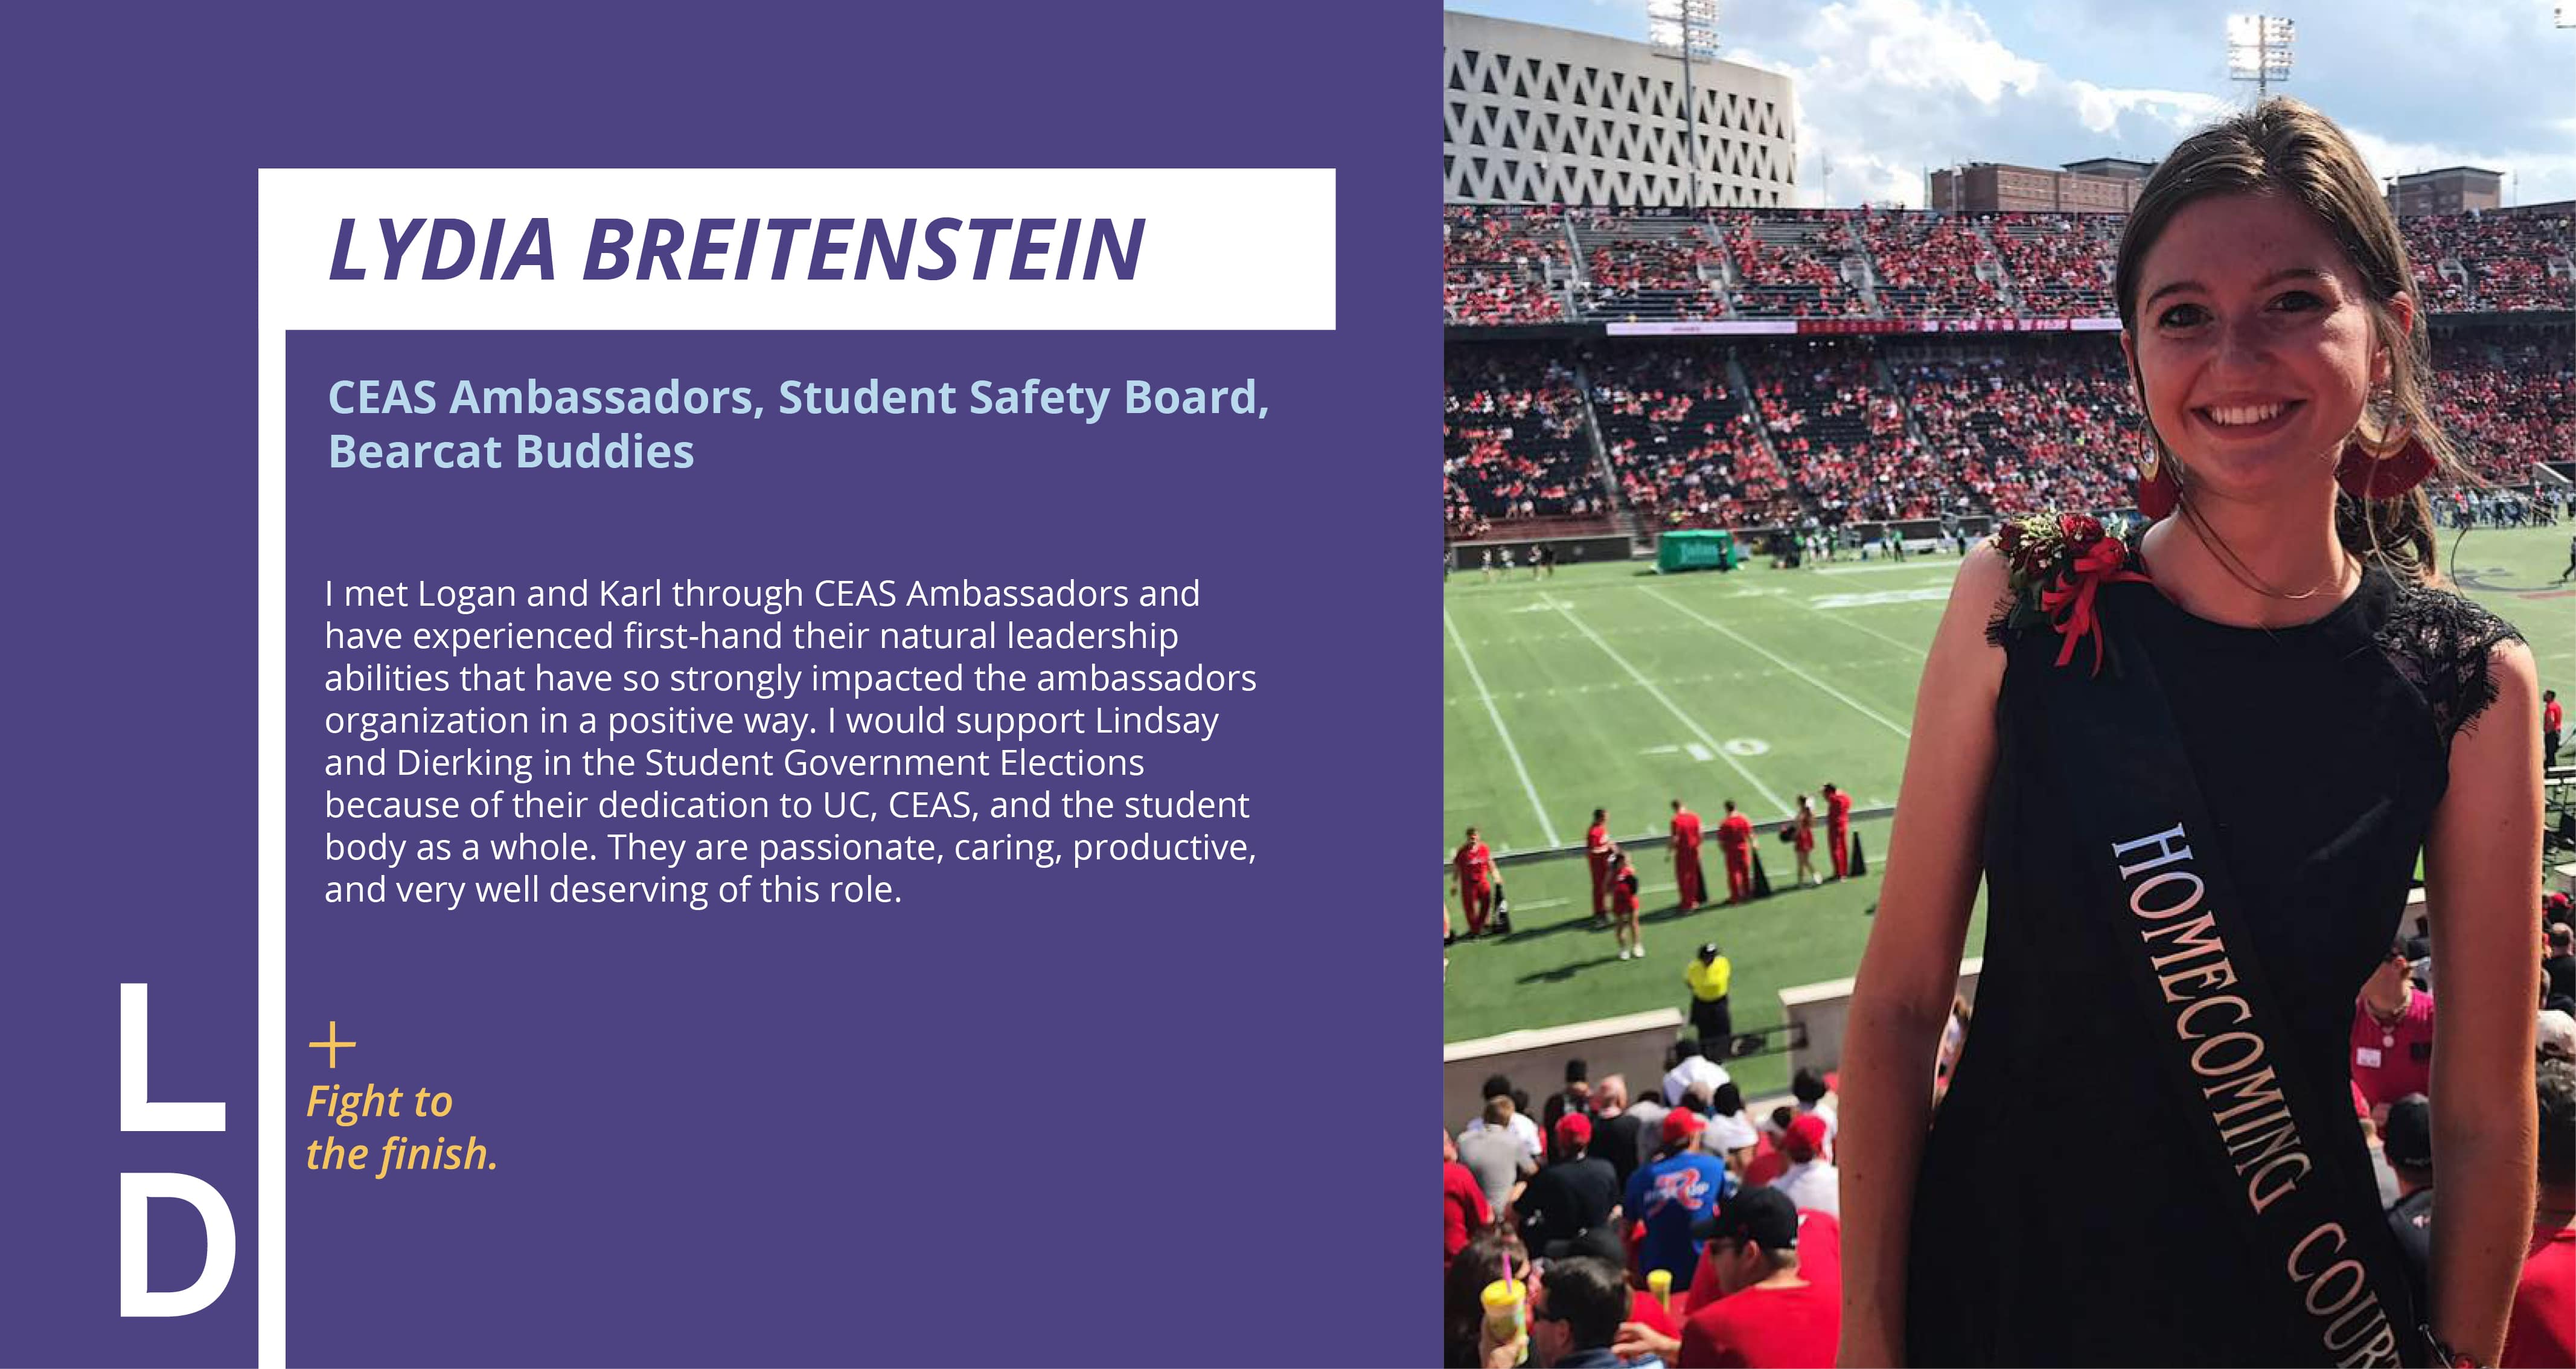 LYDIA BREITENSTEIN
CEAS Ambassadors, Student Safety Board,
Bearcat Buddies
I met Logan and Karl through CEAS Ambassadors and
have experienced first-hand their natural leadership
abilities that have so strongly impacted the ambassadors
organization in a positive way. I would support Lindsay
and Dierking in the Student Government Elections
because of their dedication to UC, CEAS, and the student
body as a whole. They are passionate, caring, productive,
and very well deserving of this role.
+
Fight to
the finish.
L
D
HOMECOMING COUR
10